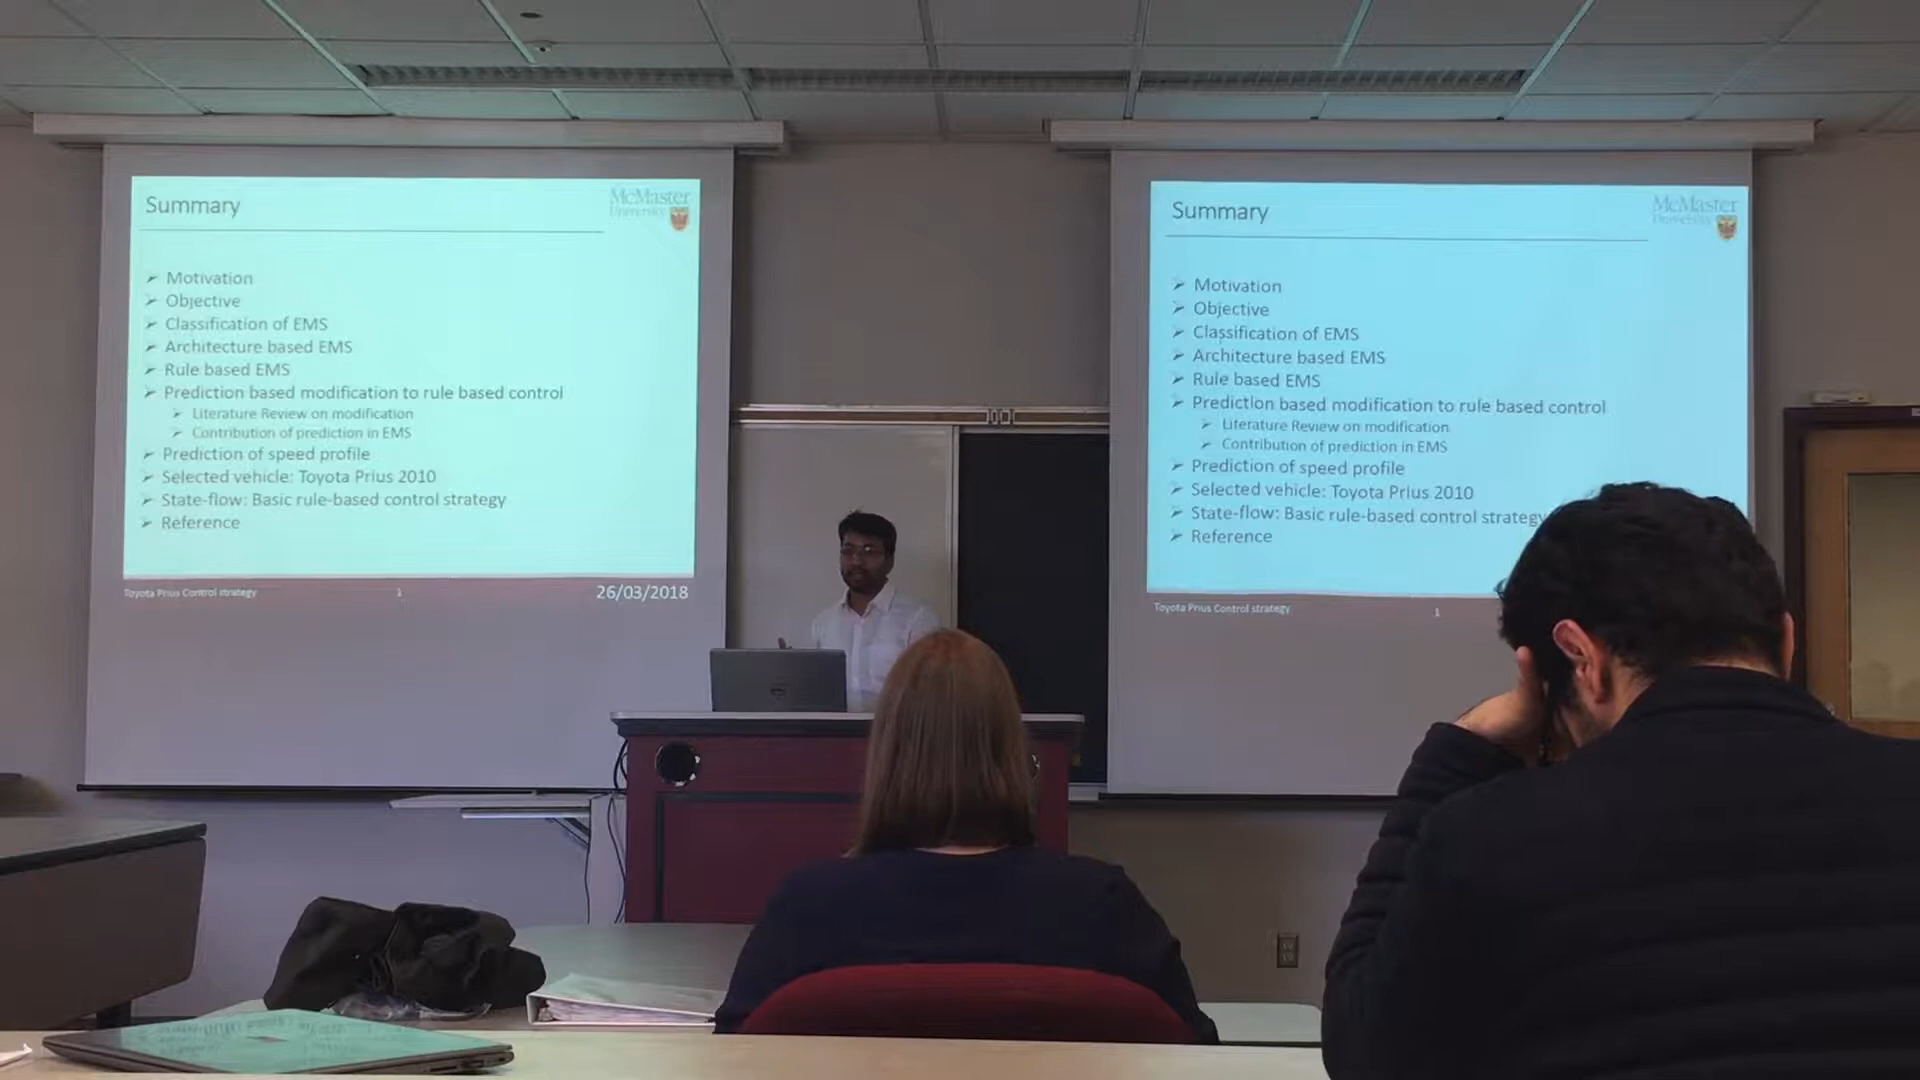 Summary
McMaster
University
Motivation
Objective
Classification of EMS
Architecture based EMS
Rule based EMS
Prediction based modification to rule based control
Literature Review on modification
Contribution of prediction in EMS
Prediction of speed profile
Selected vehicle: Toyota Prius 2010
State-flow: Basic rule-based control strategy
Reference
Toyota Prius Control strategy
1
26/03/2018
Summary
McMaster
University
Motivation
Objective
Classification of EMS
Architecture based EMS
Rule based EMS
Prediction based modification to rule based control
Literature Review on modification
Contribution of prediction in EMS
Prediction of speed profile
Selected vehicle: Toyota Prius 2010
State-flow: Basic rule-based control strategy
Reference
Toyota Prius Control strategy
1